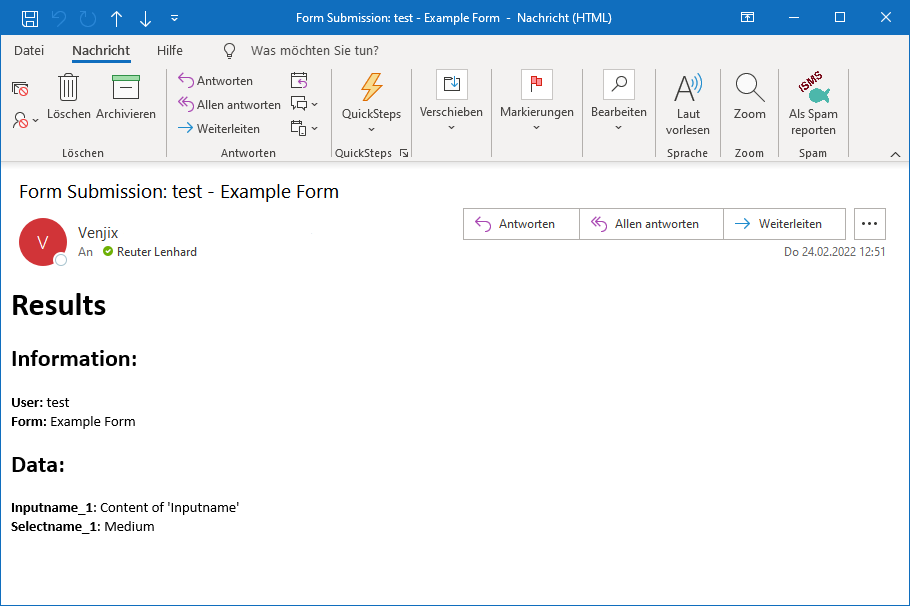 Form Submission: test - Example Form - Nachricht (HTML)
Datei Nachricht Hilfe Was möchten Sie tun?
Löschen Archivieren
Löschen
Antworten
Allen antworten
Weiterleiten
Antworten
QuickSteps
QuickSteps
Verschieben
Markierungen
Bearbeiten
Laut
vorlesen
Sprache
Zoom
Zoom
ISMS
Als Spam
reporten
Spam
Form Submission: test - Example Form
V
Venjix
An Reuter Lenhard
Antworten Allen antworten Weiterleiten
Do 24.02.2022 12:51
Results
Information:
User: test
Form: Example Form
Data:
Inputname_1: Content of 'Inputname'
Selectname_1: Medium